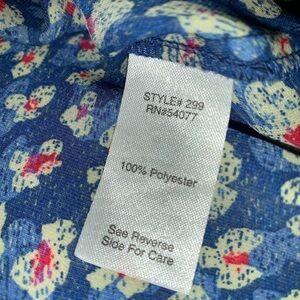 STYLE# 299
RN#54077
100% Polyester
See Reverse
Side For Care